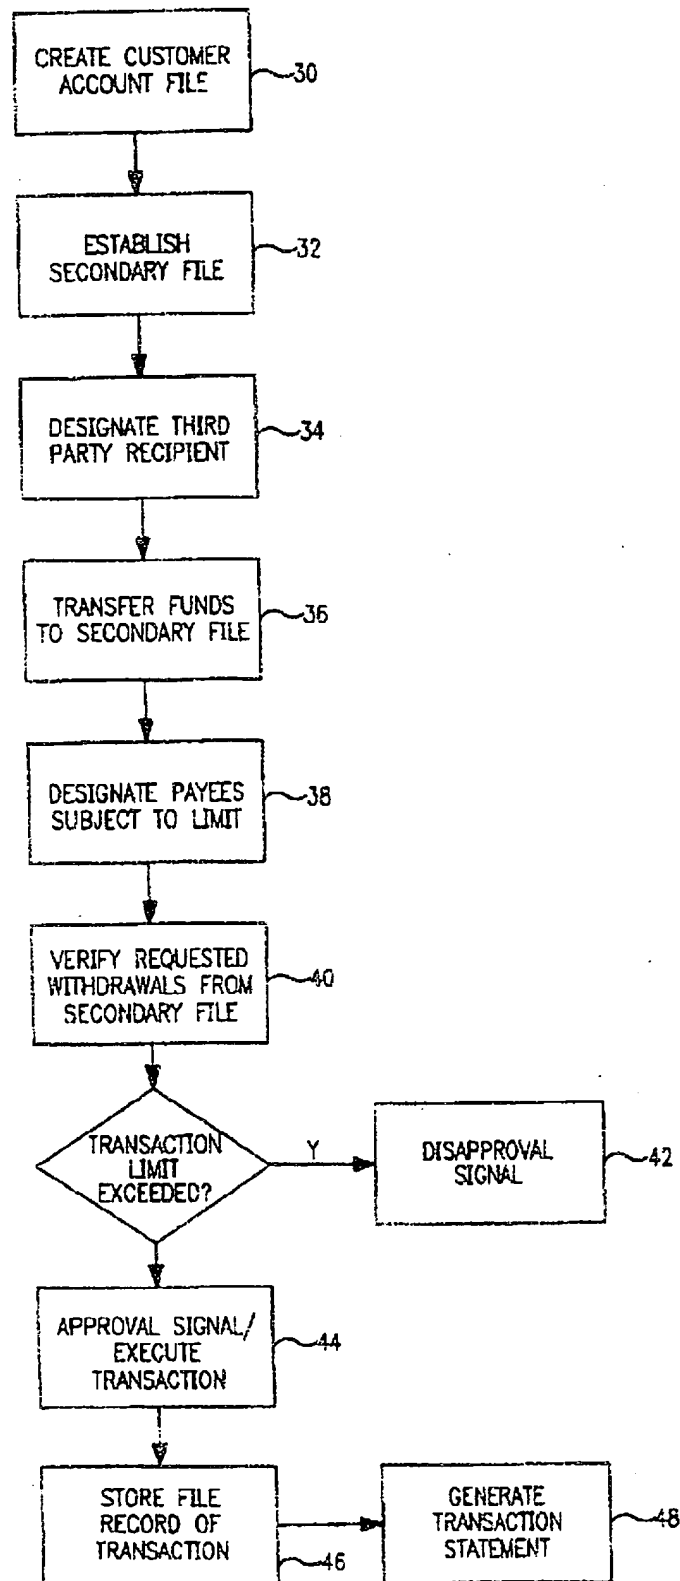 CREATE CUSTOMER
ACCOUNT FILE
30
ESTABLISH
SECONDARY FILE
32
DESIGNATE THIRD
PARTY RECIPIENT
34
TRANSFER FUNDS
TO SECONDARY FILE
36
DESIGNATE PAYEES
SUBJECT TO LIMIT
38
VERIFY REQUESTED
WITHDRAWALS FROM
SECONDARY FILE
40
TRANSACTION
LIMIT
EXCEEDED?
Y
DISAPPROVAL
SIGNAL
42
APPROVAL SIGNAL/
EXECUTE
TRANSACTION
44
STORE FILE
RECORD OF
TRANSACTION
46
GENERATE
TRANSACTION
STATEMENT
48